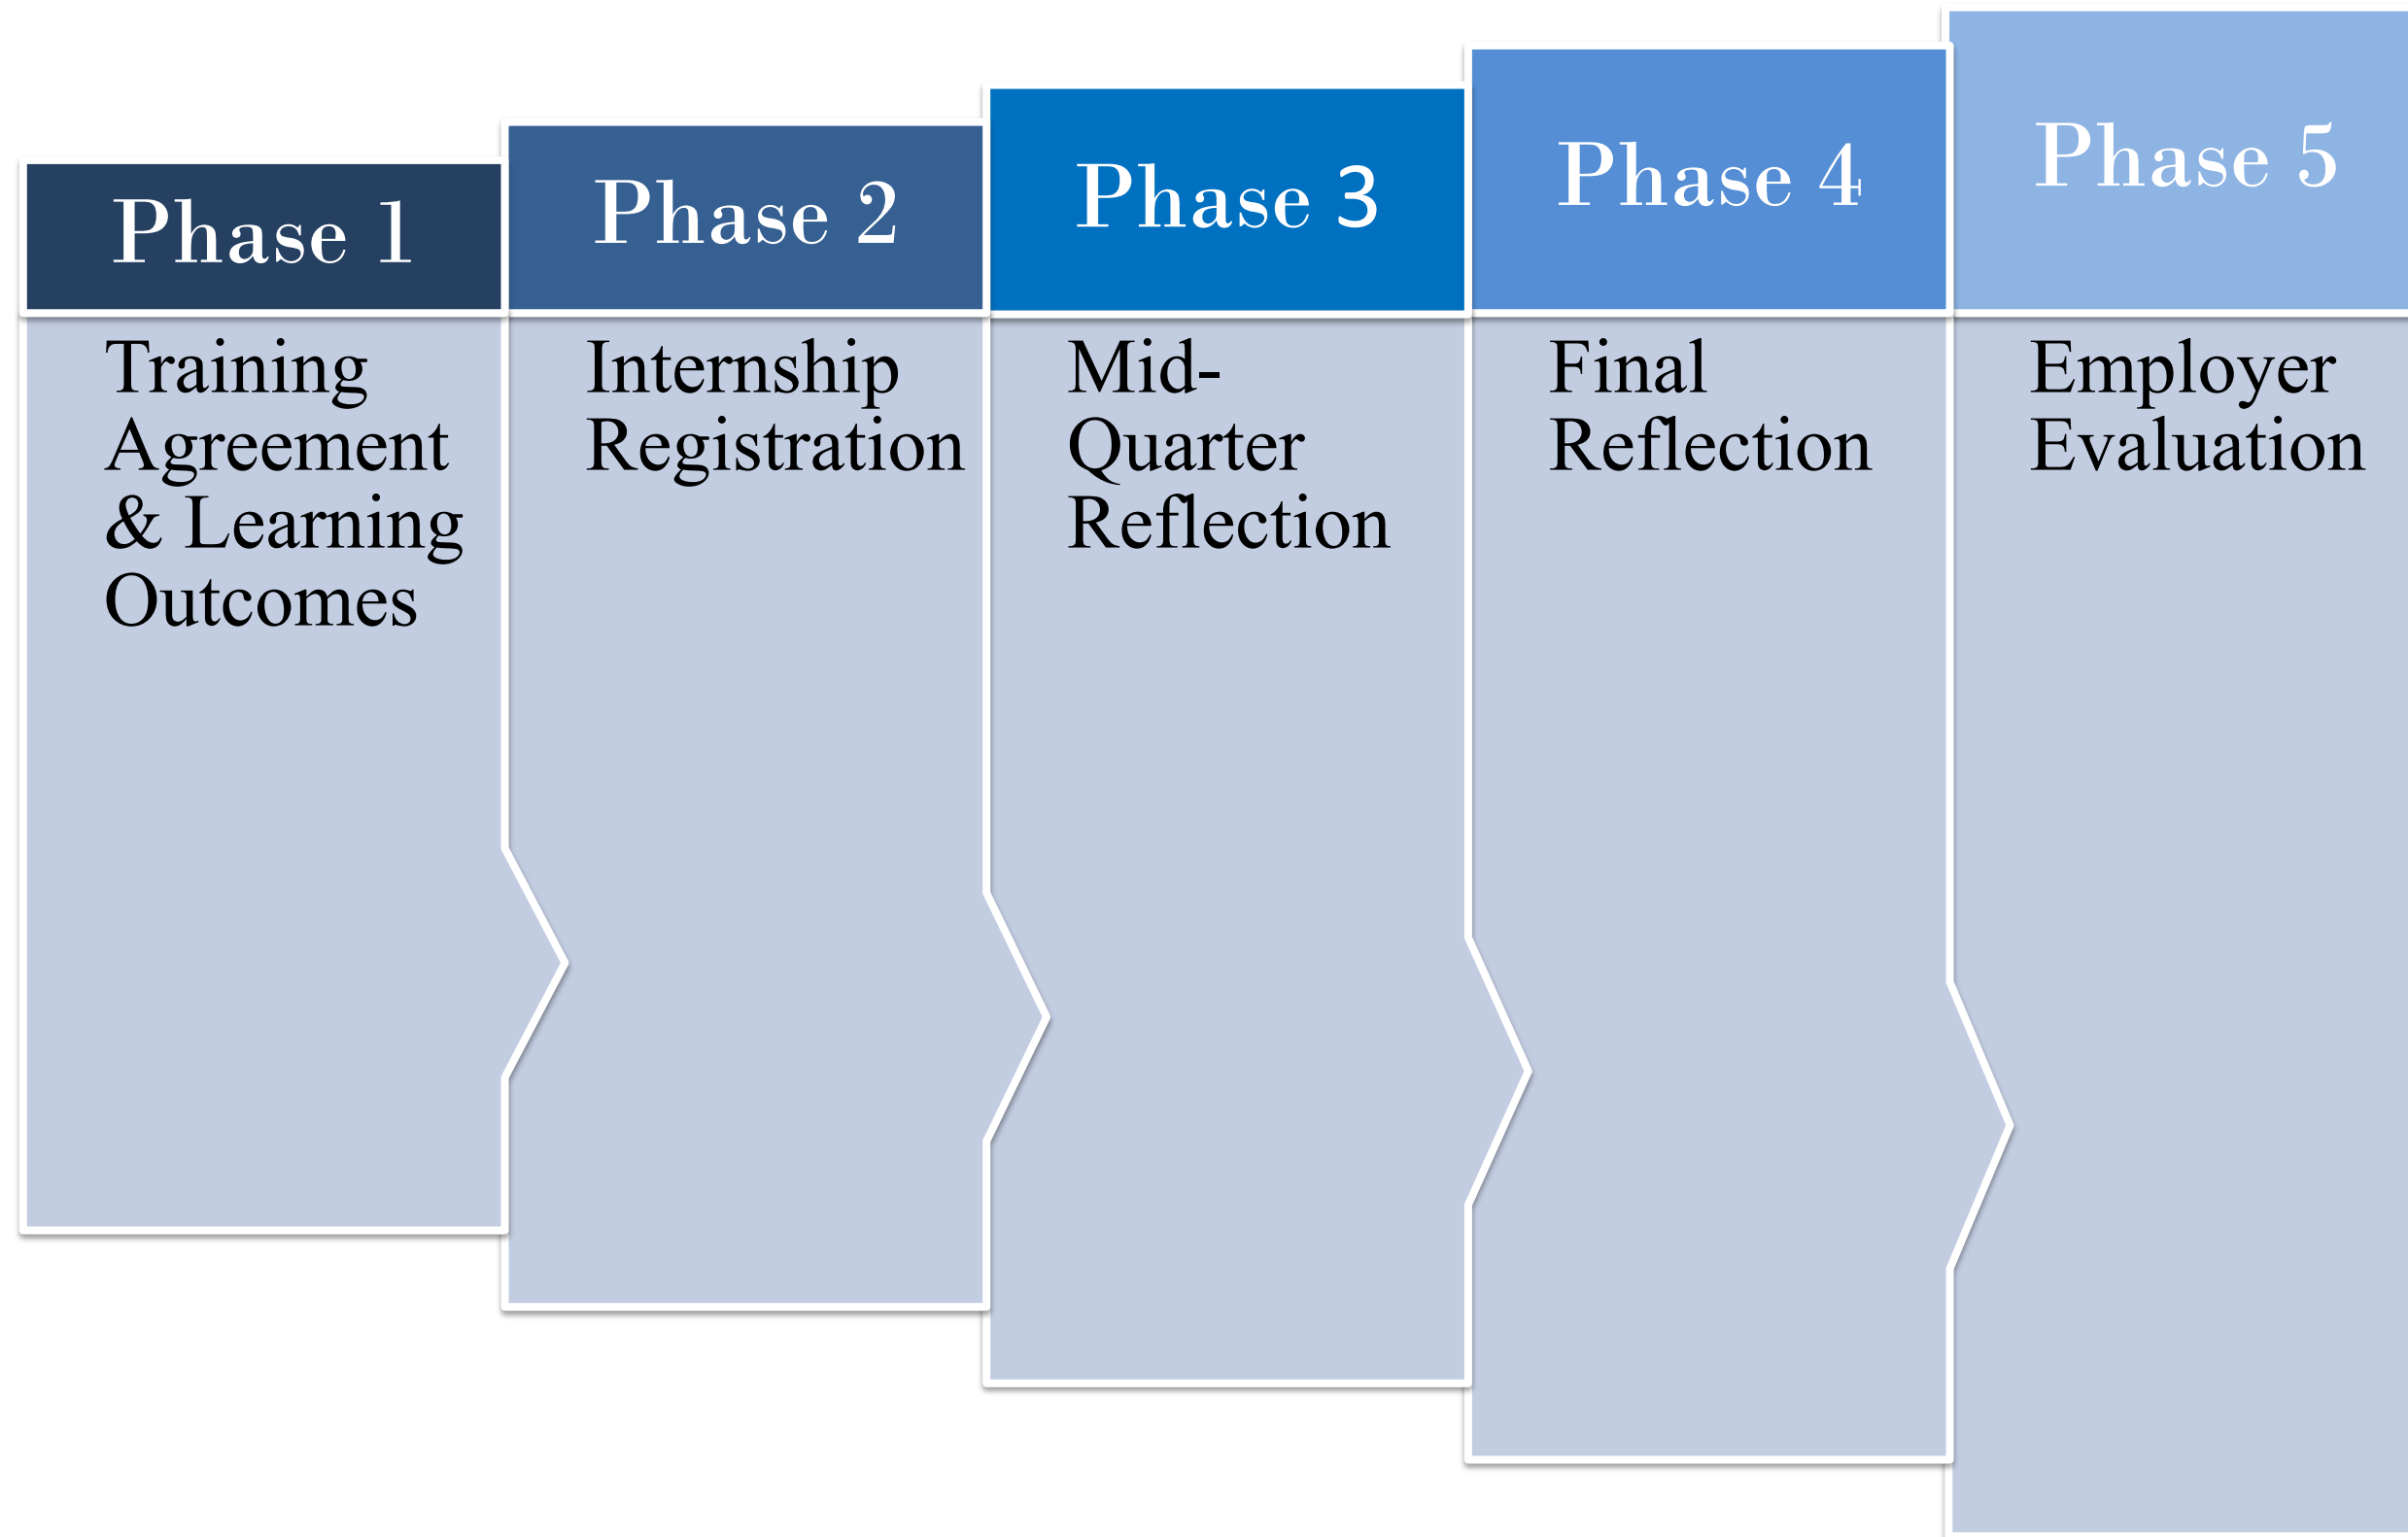 Phase 1
Training
Agreement
& Learning
Outcomes
Phase 2
Internship
Registration
Phase 3
Mid-
Quarter
Reflection
Phase 4
Final
Reflection
Phase 5
Employer
Evaluation